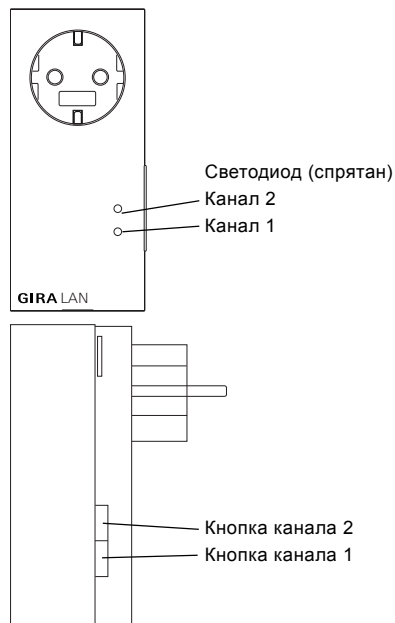 Светодиод (спрятан)
Канал 2
Канал 1
GIRA LAN
Кнопка канала 2
Кнопка канала 1